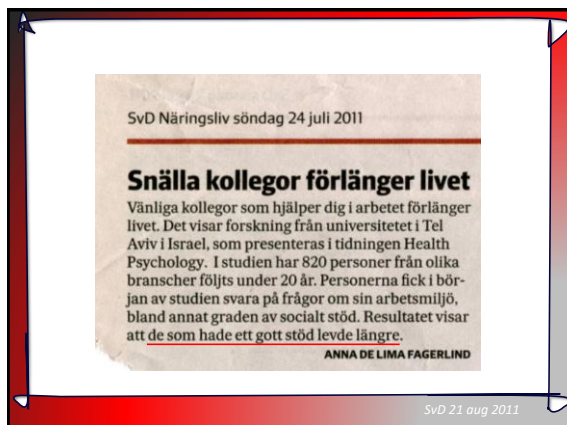 SvD Näringsliv söndag 24 juli 2011
Snälla kollegor förlänger livet
Vänliga kollegor som hjälper dig i arbetet förlänger
livet. Det visar forskning från universitetet i Tel
Aviv i Israel, som presenteras i tidningen Health
Psychology. I studien har 820 personer från olika
branscher följts under 20 år. Personerna fick i bör-
jan av studien svara på frågor om sin arbetsmiljö,
bland annat graden av socialt stöd. Resultatet visar
att de som hade ett gott stöd levde längre.
ANNA DE LIMA FAGERLIND
SvD 21 aug 2011